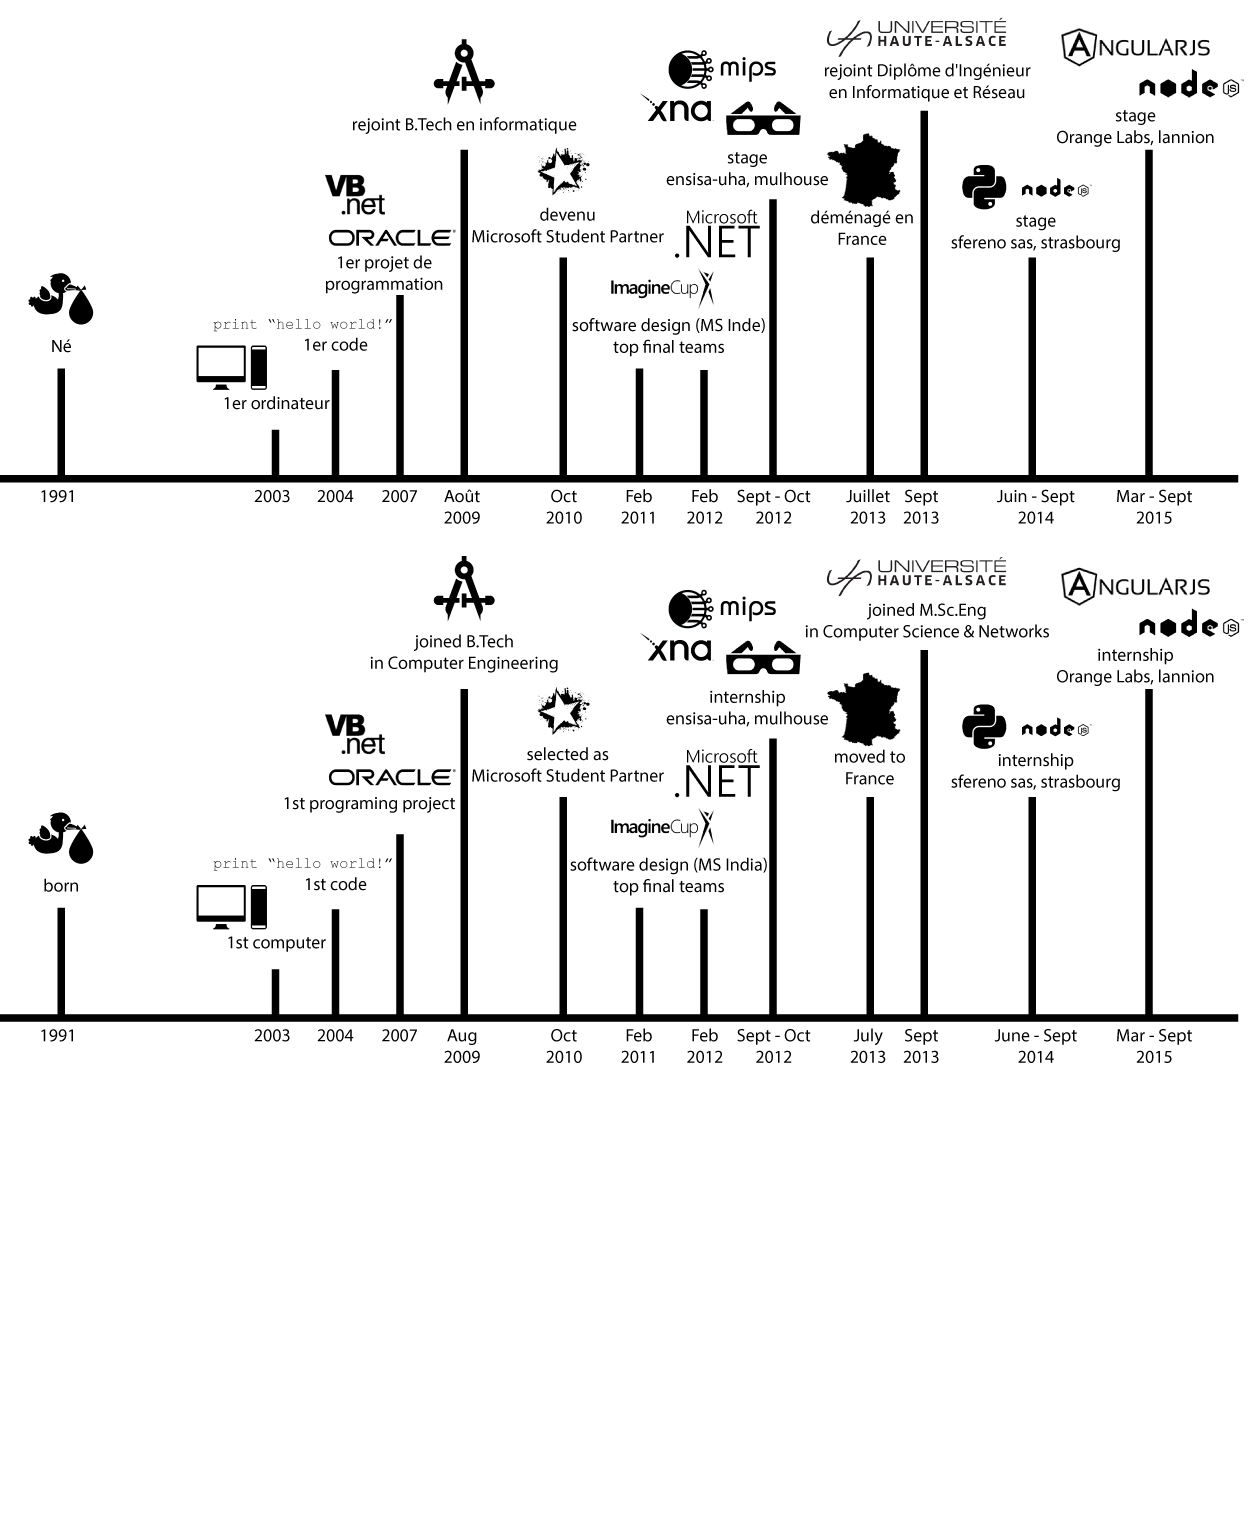 UNIVERSITÉ
HAUTE-ALSACE
rejoint Diplôme d'Ingénieur
en Informatique et Réseau
ANGULARJS
node JS
stage
Orange Labs, lannion
mips
xna
stage
ensisa-uha, mulhouse
rejoint B.Tech en informatique
VB
.net
ORACLE®
1er projet de
programmation
devenu
Microsoft Student Partner
Microsoft
.NET
ImagineCup
software design (MS Inde)
top final teams
déménagé en
France
node JS
stage
sfereno sas, strasbourg
Né
print “hello world!”
1er code
1er ordinateur
1991
2003
2004
2007
Août
2009
Oct
2010
Feb
2011
Feb
2012
Sept - Oct
2012
Juillet
2013
Sept
2013
Juin - Sept
2014
Mar - Sept
2015
UNIVERSITÉ
HAUTE-ALSACE
joined M.Sc.Eng
in Computer Science & Networks
ANGULARJS
node JS
internship
Orange Labs, lannion
mips
xna
internship
ensisa-uha, mulhouse
joined B.Tech
in Computer Engineering
VB
.net
ORACLE®
1st programing project
selected as
Microsoft Student Partner
Microsoft
.NET
ImagineCup
software design (MS India)
top final teams
moved to
France
node JS
internship
sfereno sas, strasbourg
born
print “hello world!”
1st code
1st computer
1991
2003
2004
2007
Aug
2009
Oct
2010
Feb
2011
Feb
2012
Sept - Oct
2012
July
2013
Sept
2013
June - Sept
2014
Mar - Sept
2015